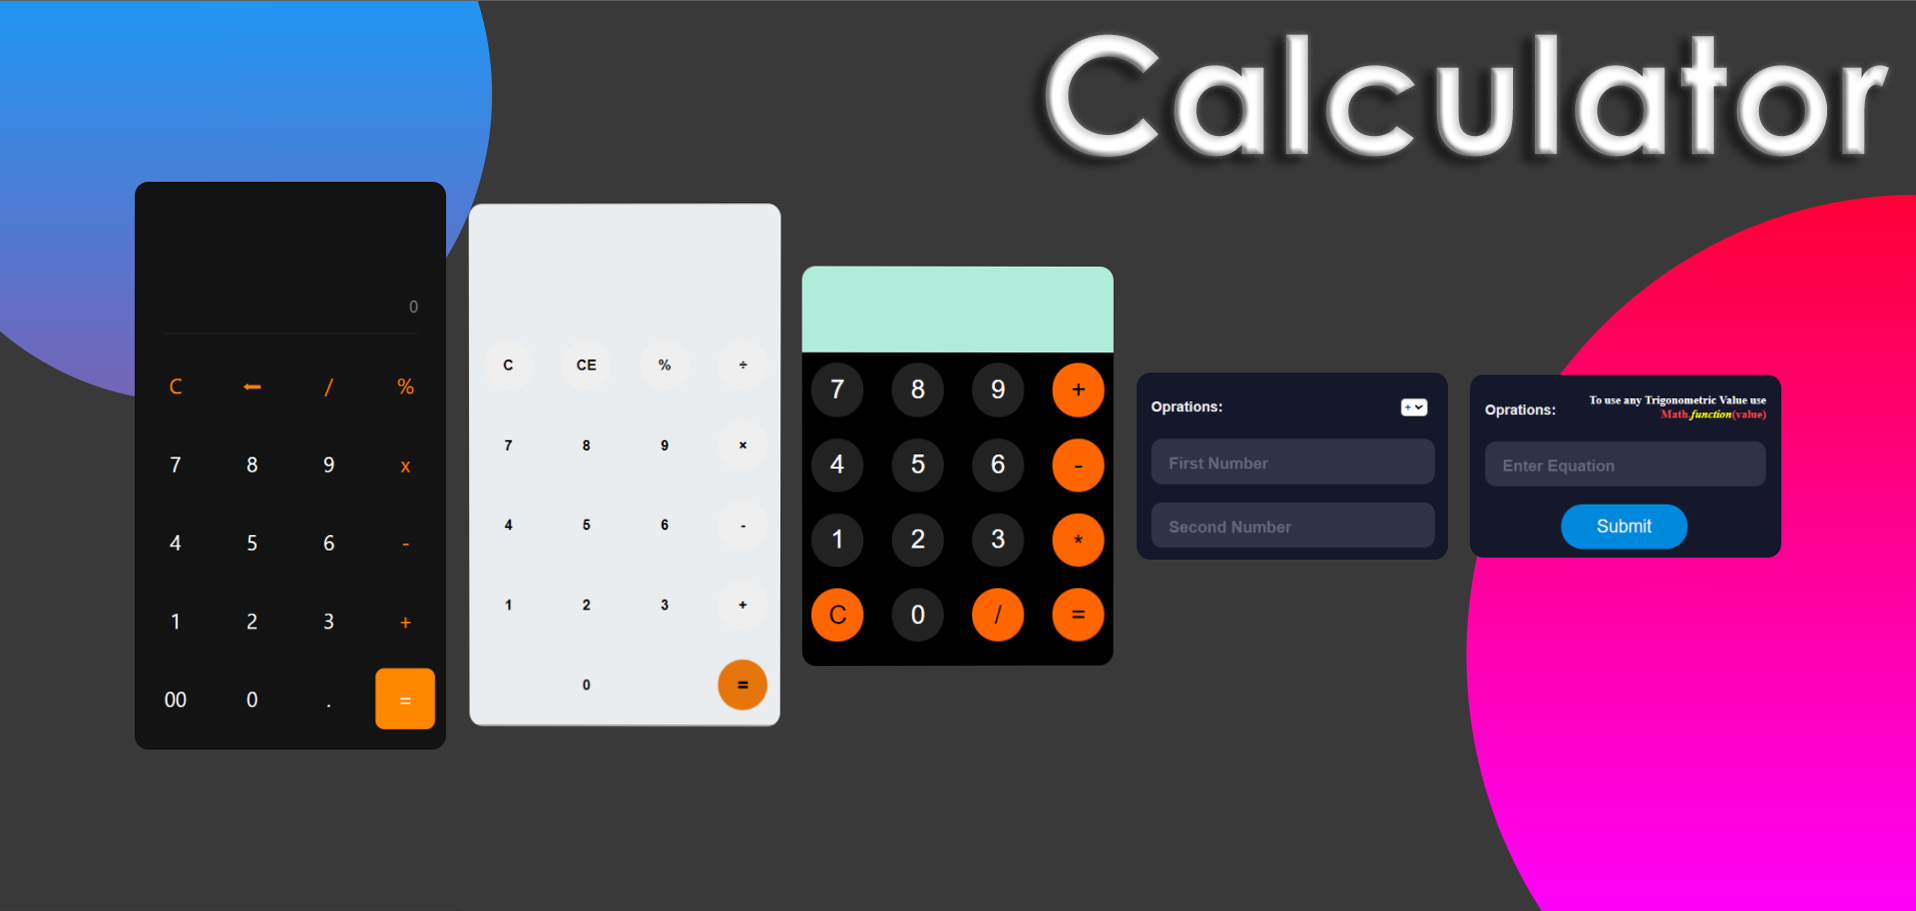 Calculator
0
C ← / %
7 8 9 x
4 5 6 -
1 2 3 +
00 0 . =
C CE % ÷
7 8 9 ×
4 5 6 -
1 2 3 +
0 =
7 8 9 +
4 5 6 -
1 2 3 *
C 0 / =
Oprations: +
First Number
Second Number
Oprations:
To use any Trigonometric Value use
Math.function(value)
Enter Equation
Submit